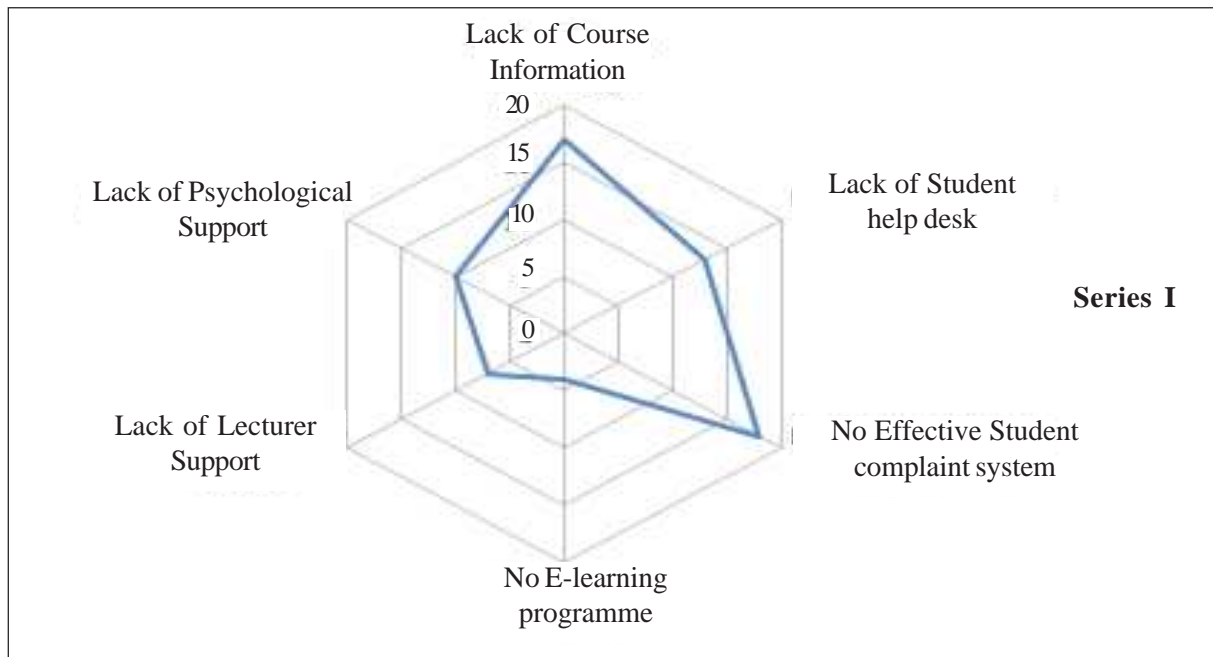 Lack of Course
Information
20
15
10
5
0
Lack of Psychological
Support
Lack of Student
help desk
Series I
Lack of Lecturer
Support
No Effective Student
complaint system
No E-learning
programme